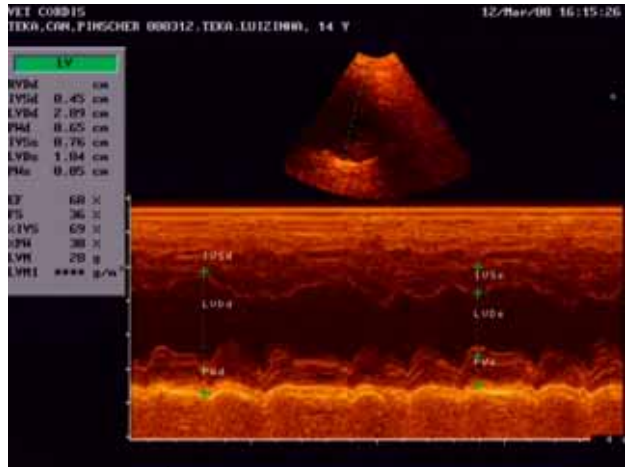 VET CORDIS
12/Mar/08 16:15:26
TEKA,CAN,PINSCHER 080312,TEKA.LUIZINHA, 14 Y
LV
RVDd cm
IVSd 0.45 cm
LVDd 2.89 cm
PWd 0.65 cm
IVSs 0.76 cm
LVDs 1.84 cm
PWs 0.85 cm
EF 68 %
FS 36 %
%IVS 69 %
%PW 30 %
LVM 28 g
LVMI **** g/m
IVSd
LVDd
PWd
IVSs
LVDs
PWs